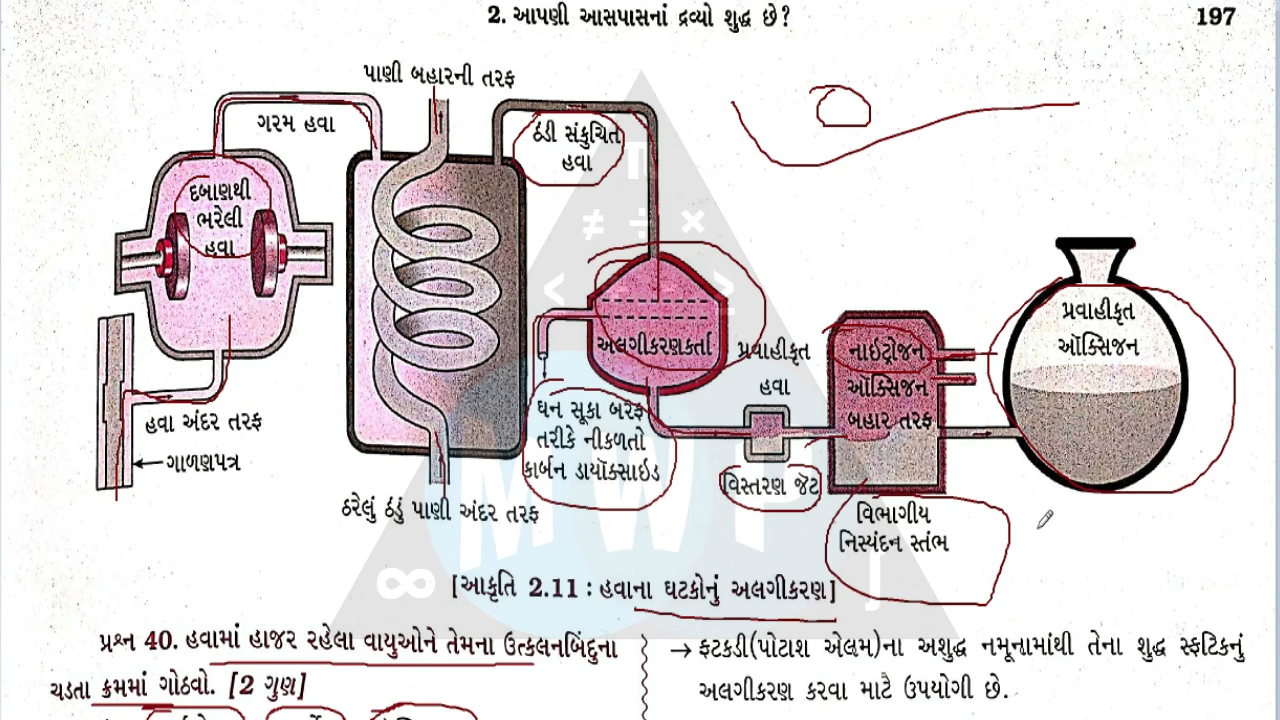 2. આપણી આસપાસનાં દ્રવ્યો શુદ્ધ છે?
197
પાણી બહારની તરફ
ગરમ હવા
ઠંડી સંકુચિત
હવા
દબાણથી
ભરેલી
હવા
અલગીકરણકર્તા
પ્રવાહીકૃત
હવા
નાઇટ્રોજન
ઑક્સિજન
બહાર તરફ
પ્રવાહીકૃત
ઑક્સિજન
હવા અંદર તરફ
ગાળણપત્ર
ઘન સૂકા બરફ
તરીકે નીકળતો
કાર્બન ડાયૉક્સાઇડ
વિસ્તરણ જૅટ
ઠરેલું ઠંડું પાણી અંદર તરફ
વિભાગીય
નિસ્યંદન સ્તંભ
π
≠ ÷ ×
<
MWP
∞
∫
[આકૃતિ 2.11 : હવાના ઘટકોનું અલગીકરણ]
પ્રશ્ન 40. હવામાં હાજર રહેલા વાયુઓને તેમના ઉત્કલનબિંદુના
ચડતા ક્રમમાં ગોઠવો. [2 ગુણ]
→ ફટકડી(પોટાશ એલમ)ના અશુદ્ધ નમૂનામાંથી તેના શુદ્ધ સ્ફટિકનું
અલગીકરણ કરવા માટે ઉપયોગી છે.